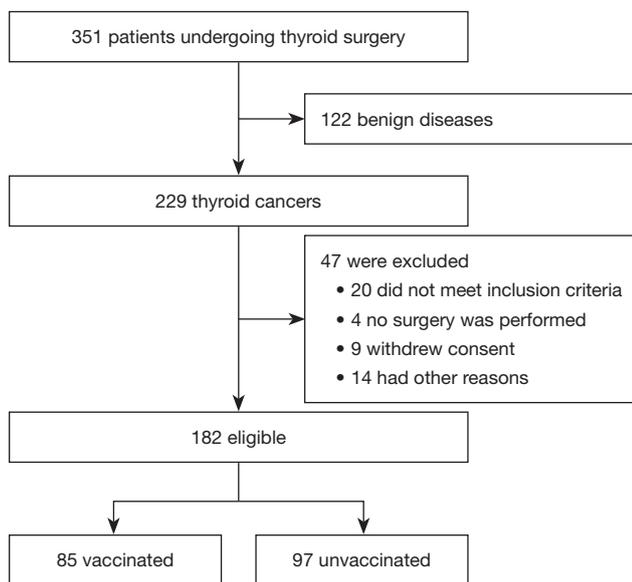 351 patients undergoing thyroid surgery
122 benign diseases
229 thyroid cancers
47 were excluded
• 20 did not meet inclusion criteria
• 4 no surgery was performed
• 9 withdrew consent
• 14 had other reasons
182 eligible
85 vaccinated
97 unvaccinated